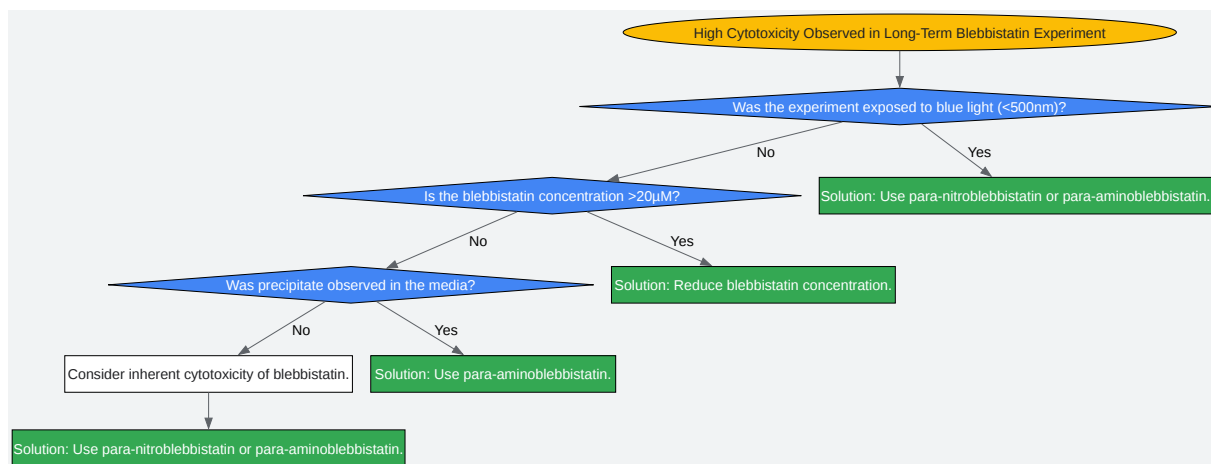 High Cytotoxicity Observed in Long-Term Blebbistatin Experiment
Was the experiment exposed to blue light (<500nm)?
No
Yes
Is the blebbistatin concentration >20µM?
Solution: Use para-nitroblebbistatin or para-aminoblebbistatin.
No
Yes
Was precipitate observed in the media?
Solution: Reduce blebbistatin concentration.
No
Yes
Consider inherent cytotoxicity of blebbistatin.
Solution: Use para-aminoblebbistatin.
Solution: Use para-nitroblebbistatin or para-aminoblebbistatin.